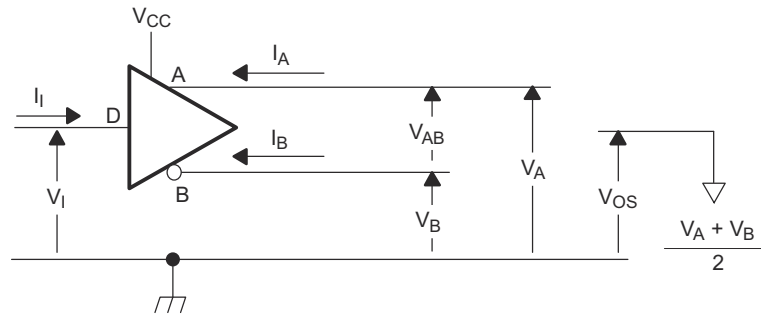 V_CC
I_A
A
I_I
D
I_B
V_AB
V_A
B
V_I
V_B
V_OS
V_A + V_B
2